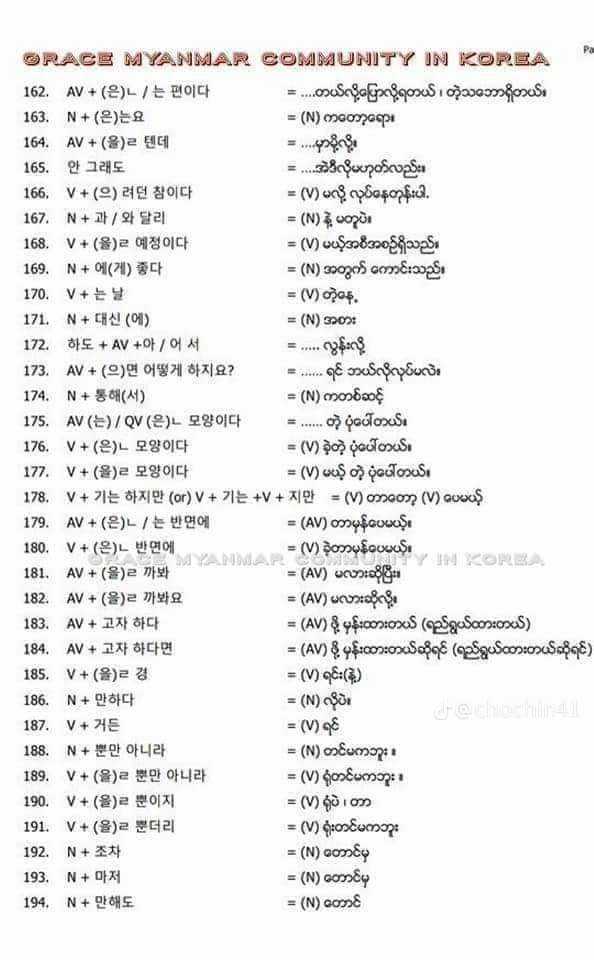 Pa
GRACE MYANMAR COMMUNITY IN KOREA
162. AV + (은)ㄴ / 는 편이다 = ....တယ်လို့ပြောလို့ရတယ် ၊ တဲ့သဘောရှိတယ်။
163. N + (은)는요 = (N) ကတော့ရော။
164. AV + (을)ㄹ 텐데 = ....မှာမို့လို့။
165. 안 그래도 = ....အဲဒီလိုမဟုတ်လည်း။
166. V + (으) 려던 참이다 = (V) မလို့ လုပ်နေတုန်းပါ.
167. N + 과 / 와 달리 = (N) နဲ့ မတူပဲ။
168. V + (을)ㄹ 예정이다 = (V) မယ့်အစီအစဉ်ရှိသည်။
169. N + 에(게) 좋다 = (N) အတွက် ကောင်းသည်။
170. V + 는 날 = (V) တဲ့နေ့
171. N + 대신 (에) = (N) အစား
172. 하도 + AV +아 / 어 서 = ..... လွန်းလို့
173. AV + (으)면 어떻게 하지요? = ...... ရင် ဘယ်လိုလုပ်မလဲ။
174. N + 통해(서) = (N) ကတစ်ဆင့်
175. AV (는) / QV (은)ㄴ 모양이다 = ...... တဲ့ ပုံပေါ်တယ်။
176. V + (은)ㄴ 모양이다 = (V) ခဲ့တဲ့ ပုံပေါ်တယ်။
177. V + (을)ㄹ 모양이다 = (V) မယ့် တဲ့ ပုံပေါ်တယ်။
178. V + 기는 하지만 (or) V + 기는 +V + 지만 = (V) တာတော့ (V) ပေမယ့်
179. AV + (은)ㄴ / 는 반면에 = (AV) တာမှန်ပေမယ့်။
180. V + (은)ㄴ 반면에 = (V) ခဲ့တာမှန်ပေမယ့်။
GRACE MYANMAR COMMUNITY IN KOREA
181. AV + (을)ㄹ 까봐 = (AV) မလားဆိုပြီး။
182. AV + (을)ㄹ 까봐요 = (AV) မလားဆိုလို့။
183. AV + 고자 하다 = (AV) ဖို့ မှန်းထားတယ် (ရည်ရွယ်ထားတယ်)
184. AV + 고자 하다면 = (AV) ဖို့ မှန်းထားတယ်ဆိုရင် (ရည်ရွယ်ထားတယ်ဆိုရင်)
185. V + (을)ㄹ 겸 = (V) ရင်း(နဲ့)
186. N + 만하다 = (N) လိုပဲ။
@chochin41
187. V + 거든 = (V) ရင်
188. N + 뿐만 아니라 = (N) တင်မကဘူး ။
189. V + (을)ㄹ 뿐만 아니라 = (V) ရုံတင်မကဘူး ။
190. V + (을)ㄹ 뿐이지 = (V) ရုံပဲ ၊ တာ
191. V + (을)ㄹ 뿐더러 = (V) ရုံးတင်မကဘူး
192. N + 조차 = (N) တောင်မှ
193. N + 마저 = (N) တောင်မှ
194. N + 만해도 = (N) တောင်